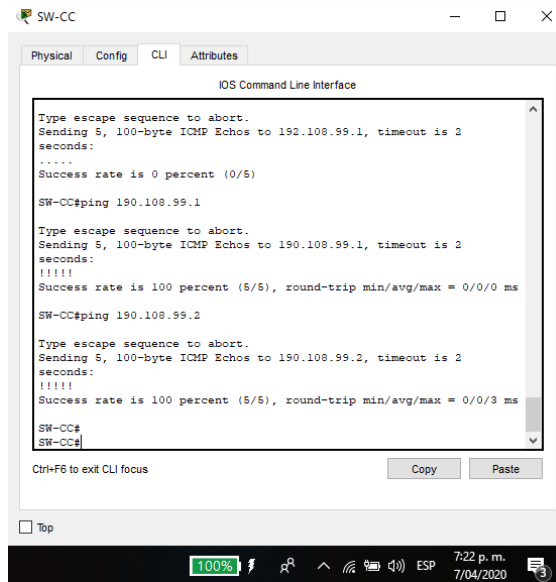 SW-CC
Physical Config CLI Attributes
IOS Command Line Interface
Type escape sequence to abort.
Sending 5, 100-byte ICMP Echos to 192.108.99.1, timeout is 2
seconds:
.....
Success rate is 0 percent (0/5)
SW-CC#ping 190.108.99.1
Type escape sequence to abort.
Sending 5, 100-byte ICMP Echos to 190.108.99.1, timeout is 2
seconds:
!!!!!
Success rate is 100 percent (5/5), round-trip min/avg/max = 0/0/0 ms
SW-CC#ping 190.108.99.2
Type escape sequence to abort.
Sending 5, 100-byte ICMP Echos to 190.108.99.2, timeout is 2
seconds:
!!!!!
Success rate is 100 percent (5/5), round-trip min/avg/max = 0/0/3 ms
SW-CC#
SW-CC#
Ctrl+F6 to exit CLI focus
Copy Paste
Top
100% ESP 7:22 p. m.
7/04/2020
3